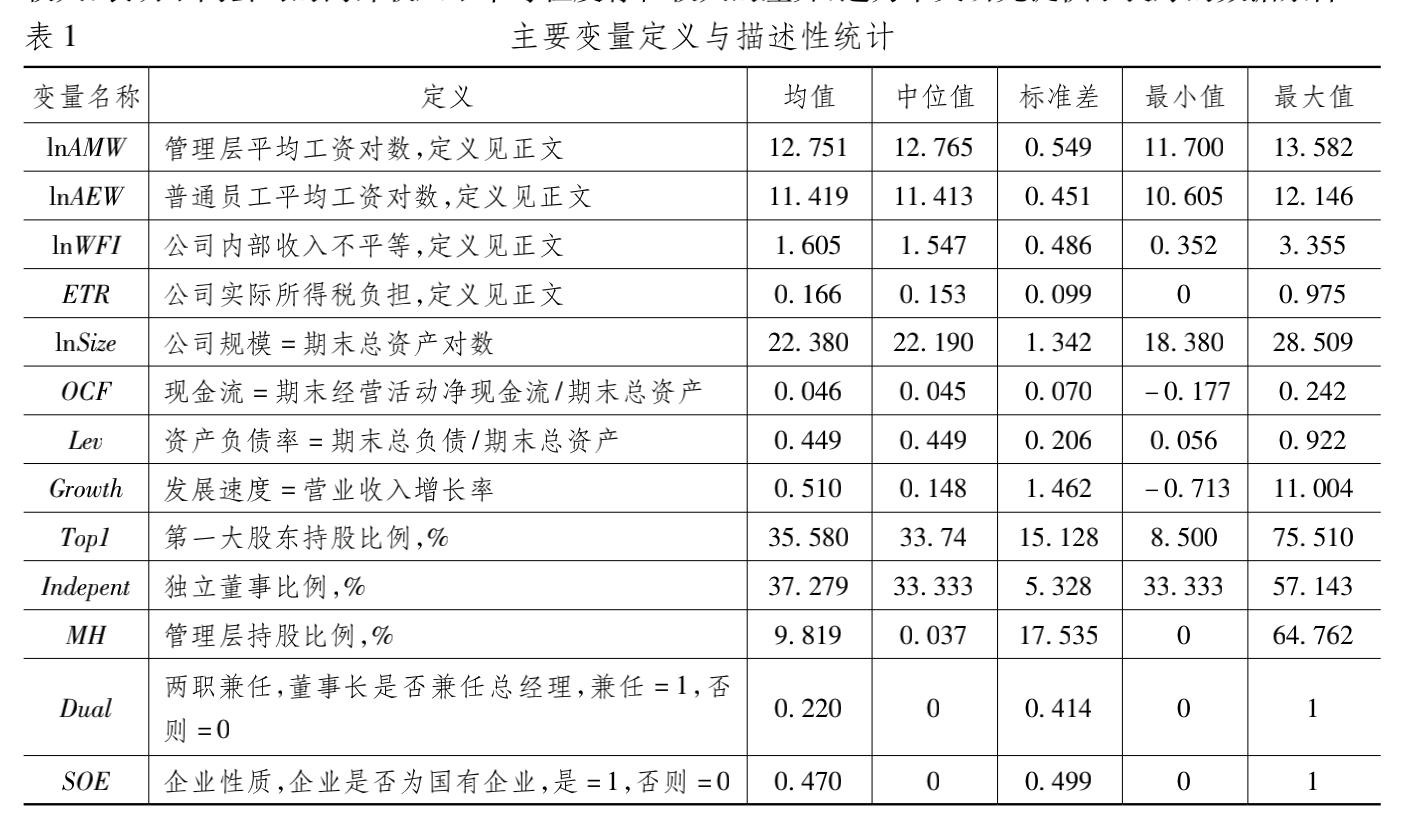 表 1 主要变量定义与描述性统计
变量名称 定义 均值 中位值 标准差 最小值 最大值
lnAMW 管理层平均工资对数,定义见正文 12.751 12.765 0.549 11.700 13.582
lnAEW 普通员工平均工资对数,定义见正文 11.419 11.413 0.451 10.605 12.146
lnWFI 公司内部收入不平等,定义见正文 1.605 1.547 0.486 0.352 3.355
ETR 公司实际所得税负担,定义见正文 0.166 0.153 0.099 0 0.975
lnSize 公司规模 = 期末总资产对数 22.380 22.190 1.342 18.380 28.509
OCF 现金流 = 期末经营活动净现金流/期末总资产 0.046 0.045 0.070 -0.177 0.242
Lev 资产负债率 = 期末总负债/期末总资产 0.449 0.449 0.206 0.056 0.922
Growth 发展速度 = 营业收入增长率 0.510 0.148 1.462 -0.713 11.004
Top1 第一大股东持股比例,% 35.580 33.74 15.128 8.500 75.510
Indepent 独立董事比例,% 37.279 33.333 5.328 33.333 57.143
MH 管理层持股比例,% 9.819 0.037 17.535 0 64.762
Dual 两职兼任,董事长是否兼任总经理,兼任 = 1,否
则 = 0 0.220 0 0.414 0 1
SOE 企业性质,企业是否为国有企业,是 = 1,否则 = 0 0.470 0 0.499 0 1